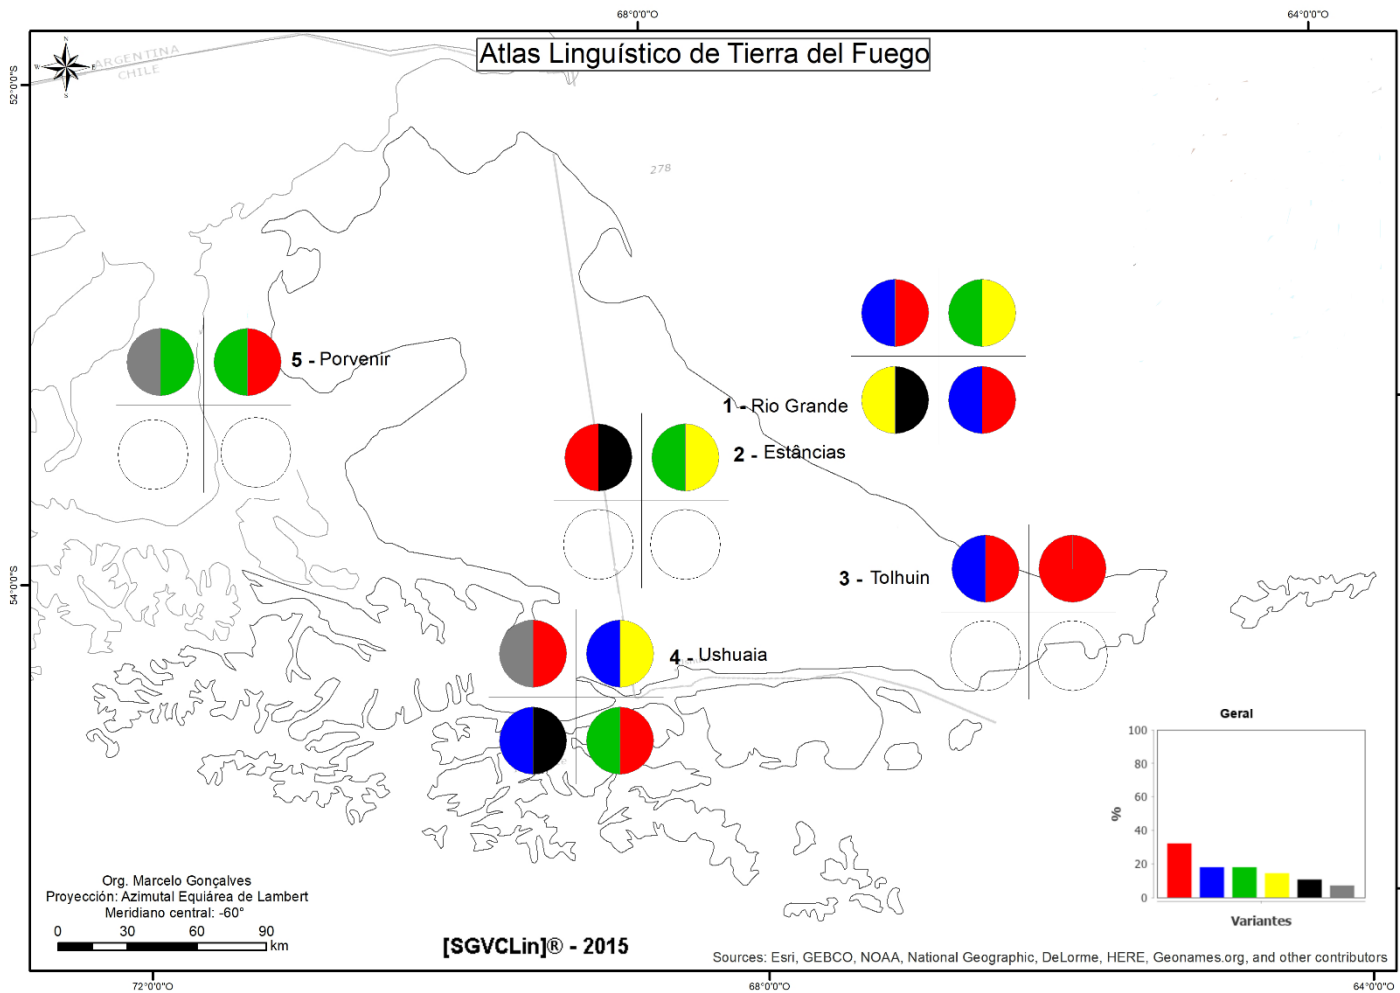 68°0'0"O
64°0'0"O
Atlas Linguístico de Tierra del Fuego
ARGENTINA
CHILE
N
W
E
S
52°0'0"S
278
5 - Porvenir
1 - Rio Grande
2 - Estâncias
3 - Tolhuin
54°0'0"S
4 - Ushuaia
Geral
100
80
60
40
20
0
%
Variantes
Org. Marcelo Gonçalves
Proyección: Azimutal Equiárea de Lambert
Meridiano central: -60°
0 30 60 90
km
[SGVCLin]® - 2015
Sources: Esri, GEBCO, NOAA, National Geographic, DeLorme, HERE, Geonames.org, and other contributors
72°0'0"O
68°0'0"O
64°0'0"O